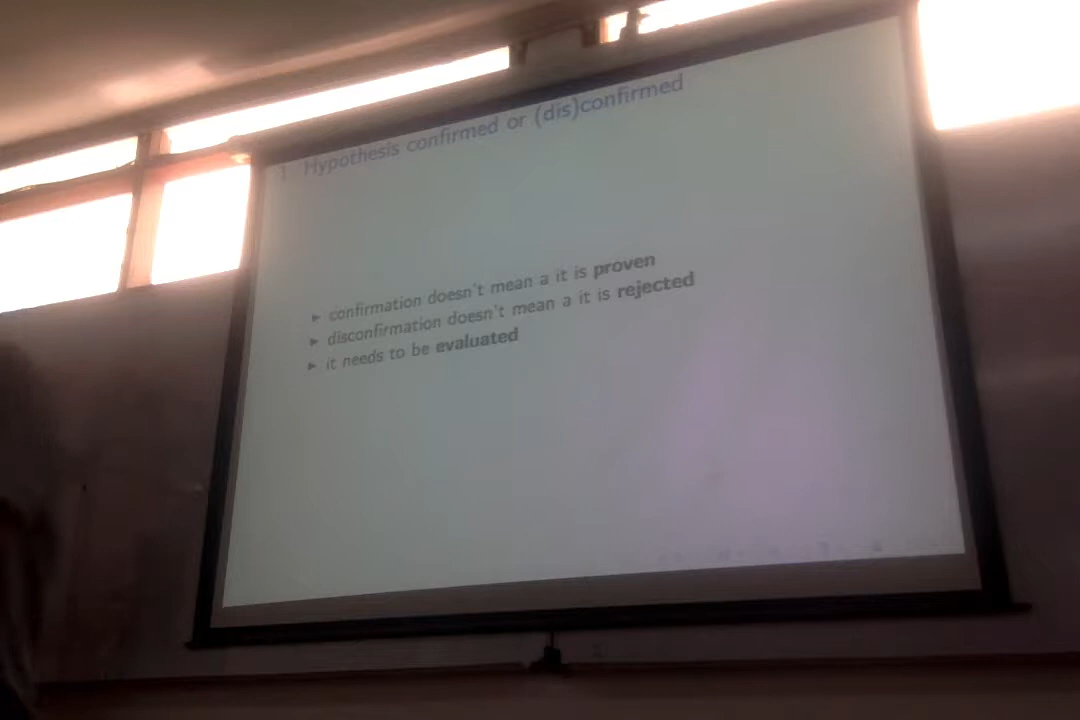 Hypothesis confirmed or (dis)confirmed
► confirmation doesn't mean a it is proven
► disconfirmation doesn't mean a it is rejected
► it needs to be evaluated